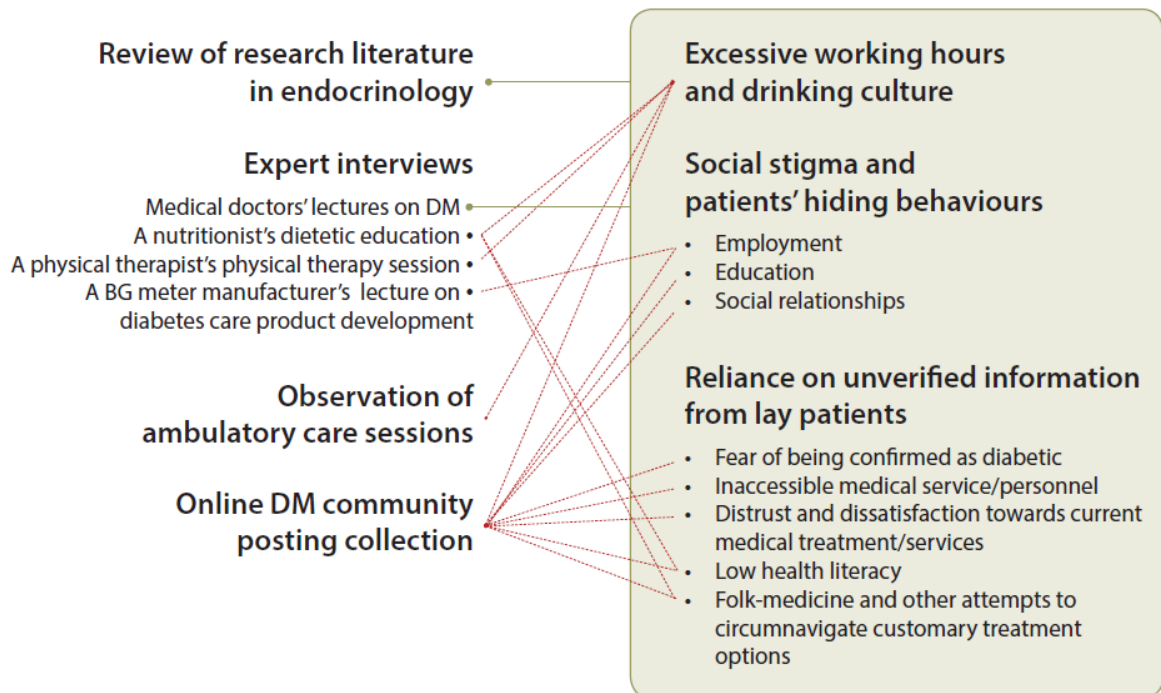 Review of research literature
in endocrinology
Expert interviews
Medical doctors' lectures on DM
A nutritionist's dietetic education •
A physical therapist's physical therapy session •
A BG meter manufacturer's lecture on •
diabetes care product development
Observation of
ambulatory care sessions
Online DM community
posting collection
Excessive working hours
and drinking culture
Social stigma and
patients' hiding behaviours
• Employment
• Education
• Social relationships
Reliance on unverified information
from lay patients
• Fear of being confirmed as diabetic
• Inaccessible medical service/personnel
• Distrust and dissatisfaction towards current
medical treatment/services
• Low health literacy
• Folk-medicine and other attempts to
circumnavigate customary treatment
options